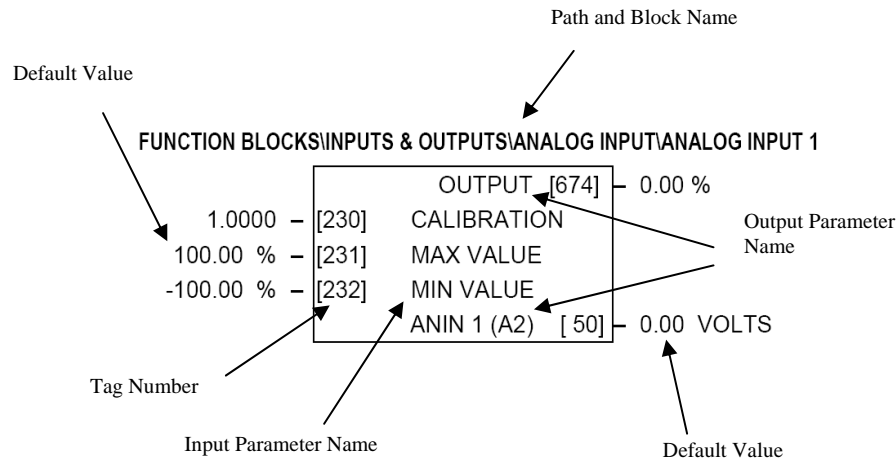 Path and Block Name
Default Value
FUNCTION BLOCKS\INPUTS & OUTPUTS\ANALOG INPUT\ANALOG INPUT 1
OUTPUT [674] – 0.00 %
1.0000 – [230] CALIBRATION
100.00 % – [231] MAX VALUE
-100.00 % – [232] MIN VALUE
ANIN 1 (A2) [ 50] – 0.00 VOLTS
Output Parameter
Name
Tag Number
Input Parameter Name
Default Value